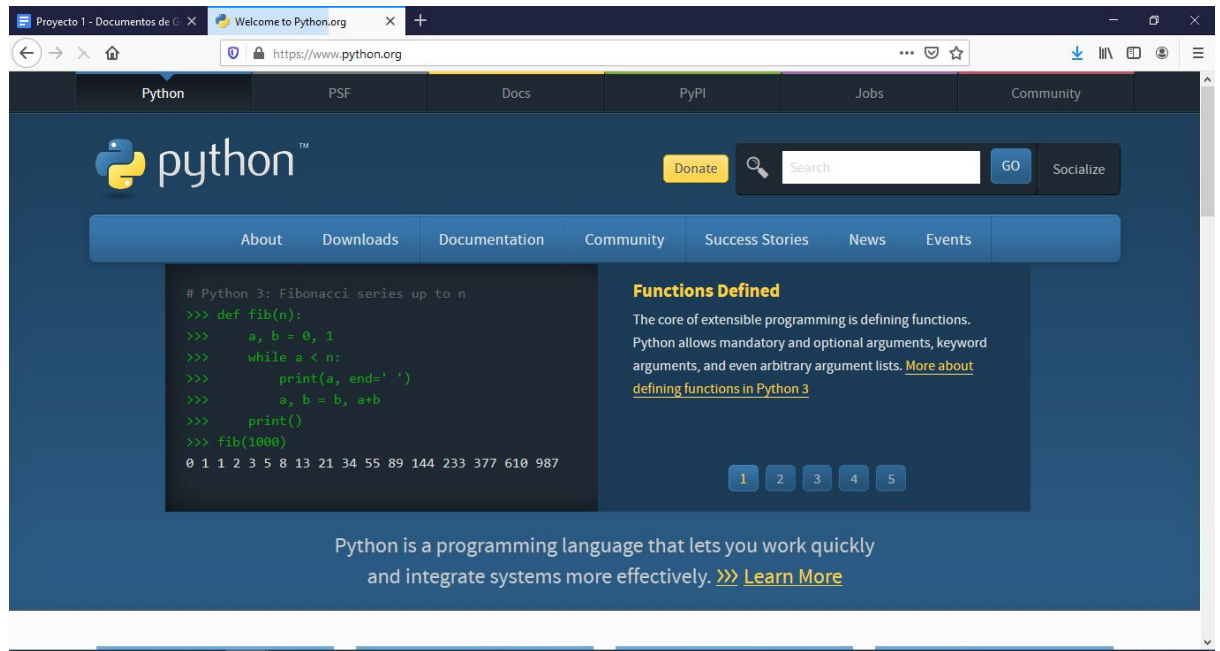 Proyecto 1 - Documentos de G
Welcome to Python.org
https://www.python.org
Python PSF Docs PyPI Jobs Community
python™
Donate Search GO Socialize
About Downloads Documentation Community Success Stories News Events
# Python 3: Fibonacci series up to n
>>> def fib(n):
>>>     a, b = 0, 1
>>>     while a < n:
>>>         print(a, end=' ')
>>>         a, b = b, a+b
>>>     print()
>>> fib(1000)
0 1 1 2 3 5 8 13 21 34 55 89 144 233 377 610 987
Functions Defined
The core of extensible programming is defining functions.
Python allows mandatory and optional arguments, keyword
arguments, and even arbitrary argument lists. More about
defining functions in Python 3
1 2 3 4 5
Python is a programming language that lets you work quickly
and integrate systems more effectively. >>> Learn More